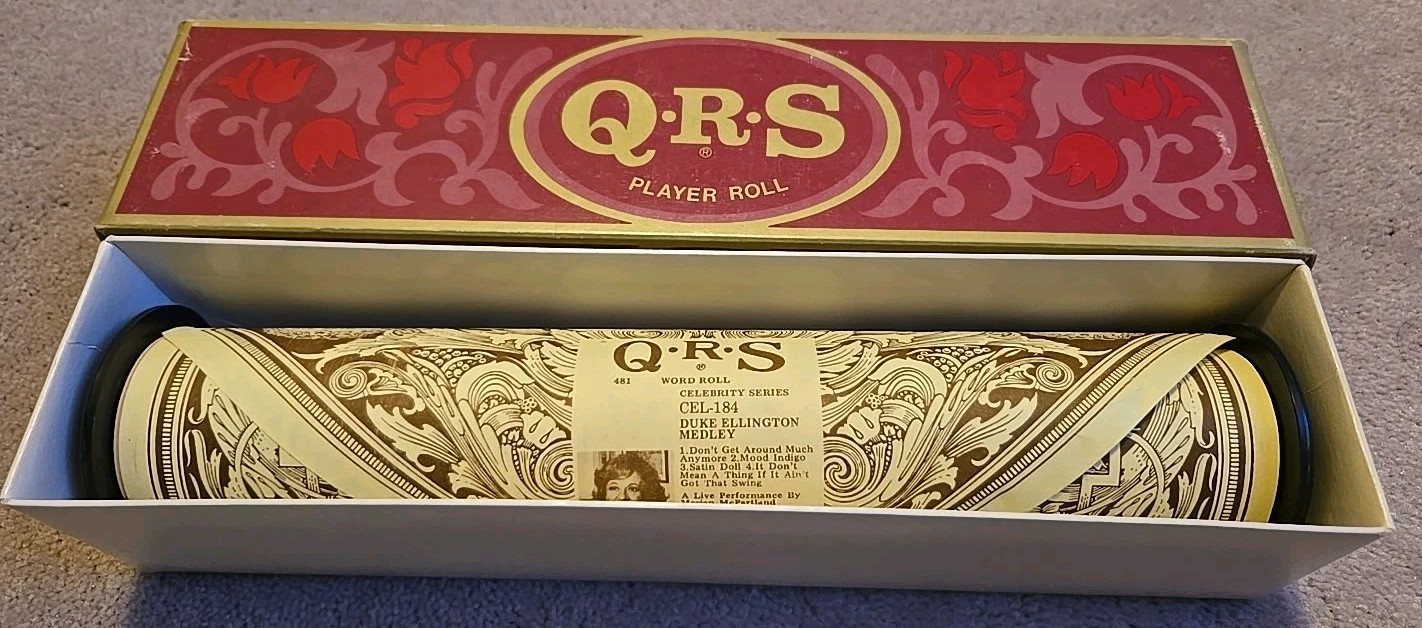 Q·R·S
®
PLAYER ROLL
Q·R·S
®
481 WORD ROLL
CELEBRITY SERIES
CEL-184
DUKE ELLINGTON
MEDLEY
1.Don't Get Around Much
Anymore 2.Mood Indigo
3.Satin Doll 4.It Don't
Mean A Thing If It Ain't
Got That Swing
A Live Performance By
Marian McPartland